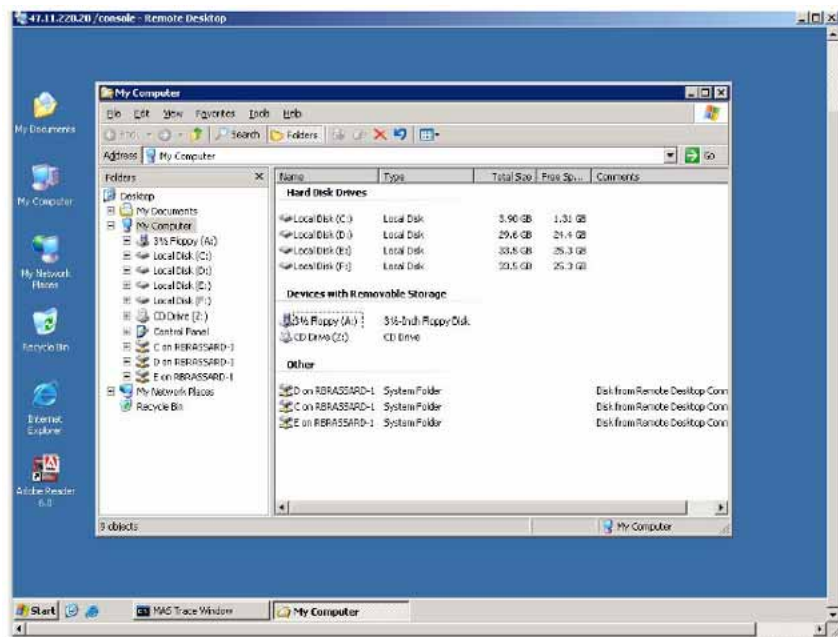 47.11.220.20 /console - Remote Desktop
My Computer
File Edit View Favorites Tools Help
Search Folders
Address My Computer Go
Folders
Name Type Total Size Free Sp... Comments
Desktop
My Documents
My Computer
3½ Floppy (A:)
Local Disk (C:)
Local Disk (D:)
Local Disk (E:)
Local Disk (F:)
CD Drive (Z:)
Control Panel
C on RBRASSARD-1
D on RBRASSARD-1
E on RBRASSARD-1
My Network Places
Recycle Bin
Hard Disk Drives
Local Disk (C:) Local Disk 3.90 GB 1.31 GB
Local Disk (D:) Local Disk 29.6 GB 24.4 GB
Local Disk (E:) Local Disk 33.5 GB 25.3 GB
Local Disk (F:) Local Disk 33.5 GB 25.3 GB
Devices with Removable Storage
3½ Floppy (A:) 3½-Inch Floppy Disk
CD Drive (Z:) CD Drive
Other
D on RBRASSARD-1 System Folder Disk from Remote Desktop Conn
C on RBRASSARD-1 System Folder Disk from Remote Desktop Conn
E on RBRASSARD-1 System Folder Disk from Remote Desktop Conn
9 objects
My Computer
My Documents
My Computer
My Network
Places
Recycle Bin
Internet
Explorer
Adobe Reader
6.0
Start MAS Trace Window My Computer